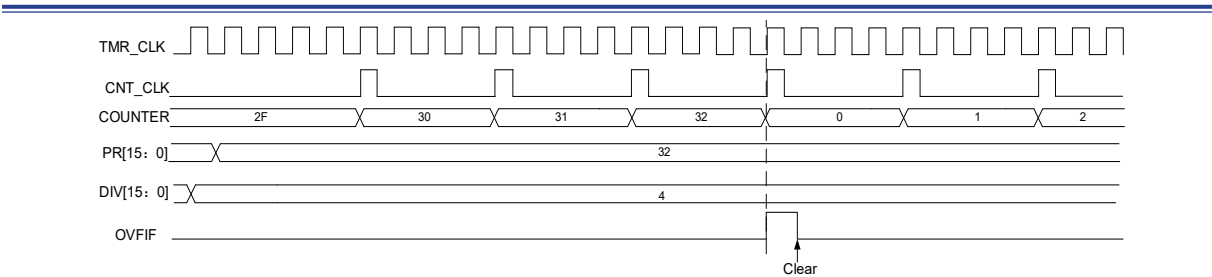 TMR_CLK
CNT_CLK
COUNTER 2F 30 31 32 0 1 2
PR[15：0] 32
DIV[15：0] 4
OVFIF
Clear